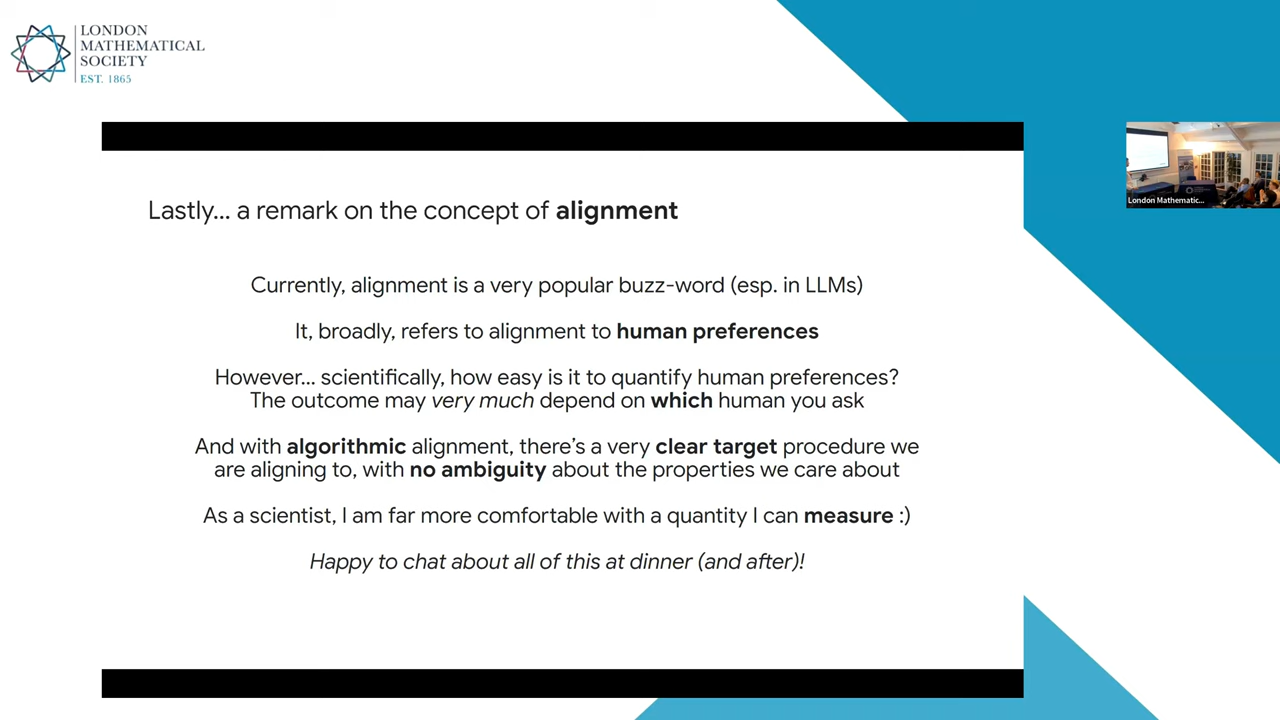 LONDON
MATHEMATICAL
SOCIETY
EST. 1865
Lastly... a remark on the concept of alignment
Currently, alignment is a very popular buzz-word (esp. in LLMs)
It, broadly, refers to alignment to human preferences
However... scientifically, how easy is it to quantify human preferences?
The outcome may very much depend on which human you ask
And with algorithmic alignment, there's a very clear target procedure we
are aligning to, with no ambiguity about the properties we care about
As a scientist, I am far more comfortable with a quantity I can measure :)
Happy to chat about all of this at dinner (and after)!
London Mathematic...